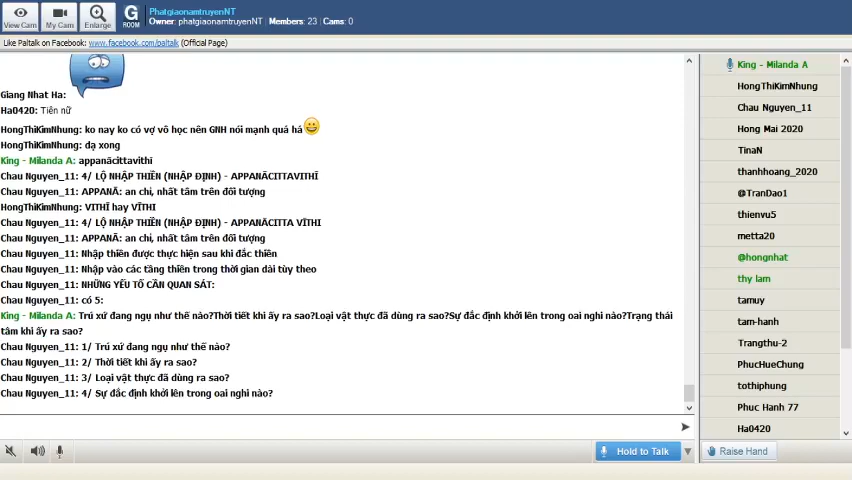 PhatgiaonamtruyenNT
Owner: phatgiaonamtruyenNT | Members: 23 | Cams: 0
View Cam
My Cam
Enlarge
G
ROOM
Like Paltalk on Facebook: www.facebook.com/paltalk (Official Page)
Giang Nhat Ha:
Ha0420: Tiên nữ
HongThiKimNhung: ko nay ko có vợ vô học nên GNH nói mạnh quá hả
HongThiKimNhung: dạ xong
King - Milanda A: appanācittavithi
Chau Nguyen_11: 4/ LỘ NHẬP THIỀN (NHẬP ĐỊNH) - APPANĀCITTAVITHĪ
Chau Nguyen_11: APPANĀ: an chỉ, nhất tâm trên đối tượng
HongThiKimNhung: VITHĪ hay VĪTHI
Chau Nguyen_11: 4/ LỘ NHẬP THIỀN (NHẬP ĐỊNH) - APPANĀCITTA VĪTHI
Chau Nguyen_11: APPANĀ: an chỉ, nhất tâm trên đối tượng
Chau Nguyen_11: Nhập thiền được thực hiện sau khi đắc thiền
Chau Nguyen_11: Nhập vào các tầng thiền trong thời gian dài tùy theo
Chau Nguyen_11: NHỮNG YẾU TỐ CẦN QUAN SÁT:
Chau Nguyen_11: có 5:
King - Milanda A: Trú xứ đang ngụ như thế nào?Thời tiết khi ấy ra sao?Loại vật thực đã dùng ra sao?Sự đắc định khởi lên trong oai nghi nào?Trạng thái
tâm khi ấy ra sao?
Chau Nguyen_11: 1/ Trú xứ đang ngụ như thế nào?
Chau Nguyen_11: 2/ Thời tiết khi ấy ra sao?
Chau Nguyen_11: 3/ Loại vật thực đã dùng ra sao?
Chau Nguyen_11: 4/ Sự đắc định khởi lên trong oai nghi nào?
King - Milanda A
HongThiKimNhung
Chau Nguyen_11
Hong Mai 2020
TinaN
thanhhoang_2020
@TranDao1
thienvu5
metta20
@hongnhat
thy lam
tamuy
tam-hanh
Trangthu-2
PhucHueChung
tothiphung
Phuc Hanh 77
Ha0420
Hold to Talk
Raise Hand